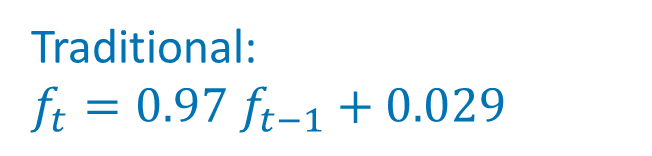 Traditional:
𝑓ₜ = 0.97 𝑓ₜ₋₁ + 0.029